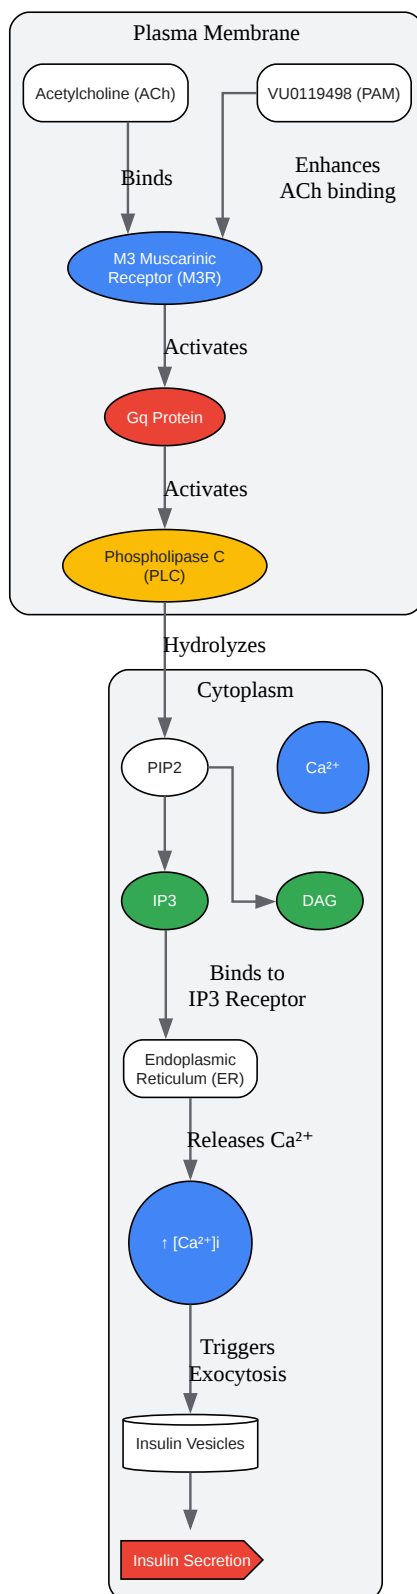 Plasma Membrane
Acetylcholine (ACh)
VU0119498 (PAM)
Binds
Enhances
ACh binding
M3 Muscarinic
Receptor (M3R)
Activates
Gq Protein
Activates
Phospholipase C
(PLC)
Hydrolyzes
Cytoplasm
PIP2
Ca²⁺
IP3
DAG
Binds to
IP3 Receptor
Endoplasmic
Reticulum (ER)
Releases Ca²⁺
↑ [Ca²⁺]i
Triggers
Exocytosis
Insulin Vesicles
Insulin Secretion